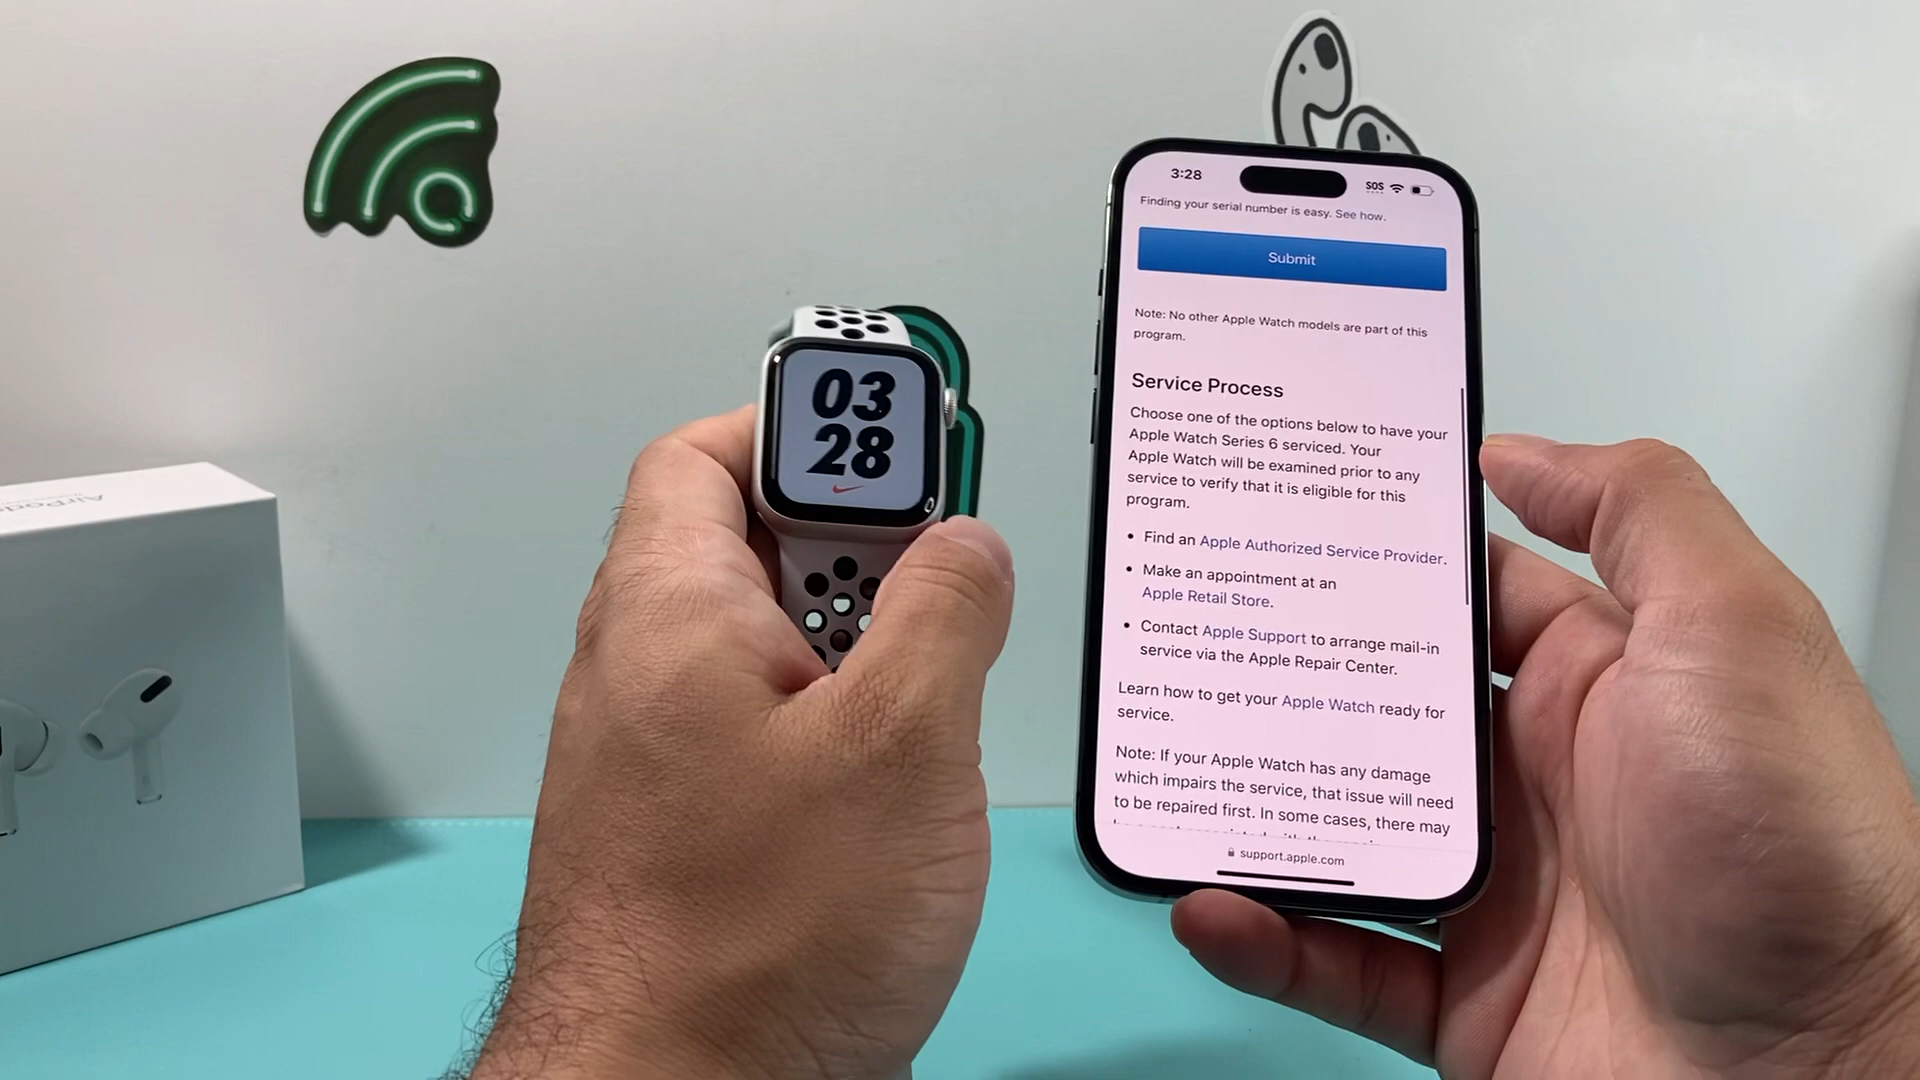 AirPods
03
28
3:28
SOS
Finding your serial number is easy. See how.
Submit
Note: No other Apple Watch models are part of this
program.
Service Process
Choose one of the options below to have your
Apple Watch Series 6 serviced. Your
Apple Watch will be examined prior to any
service to verify that it is eligible for this
program.
• Find an Apple Authorized Service Provider.
• Make an appointment at an
Apple Retail Store.
• Contact Apple Support to arrange mail-in
service via the Apple Repair Center.
Learn how to get your Apple Watch ready for
service.
Note: If your Apple Watch has any damage
which impairs the service, that issue will need
to be repaired first. In some cases, there may
support.apple.com